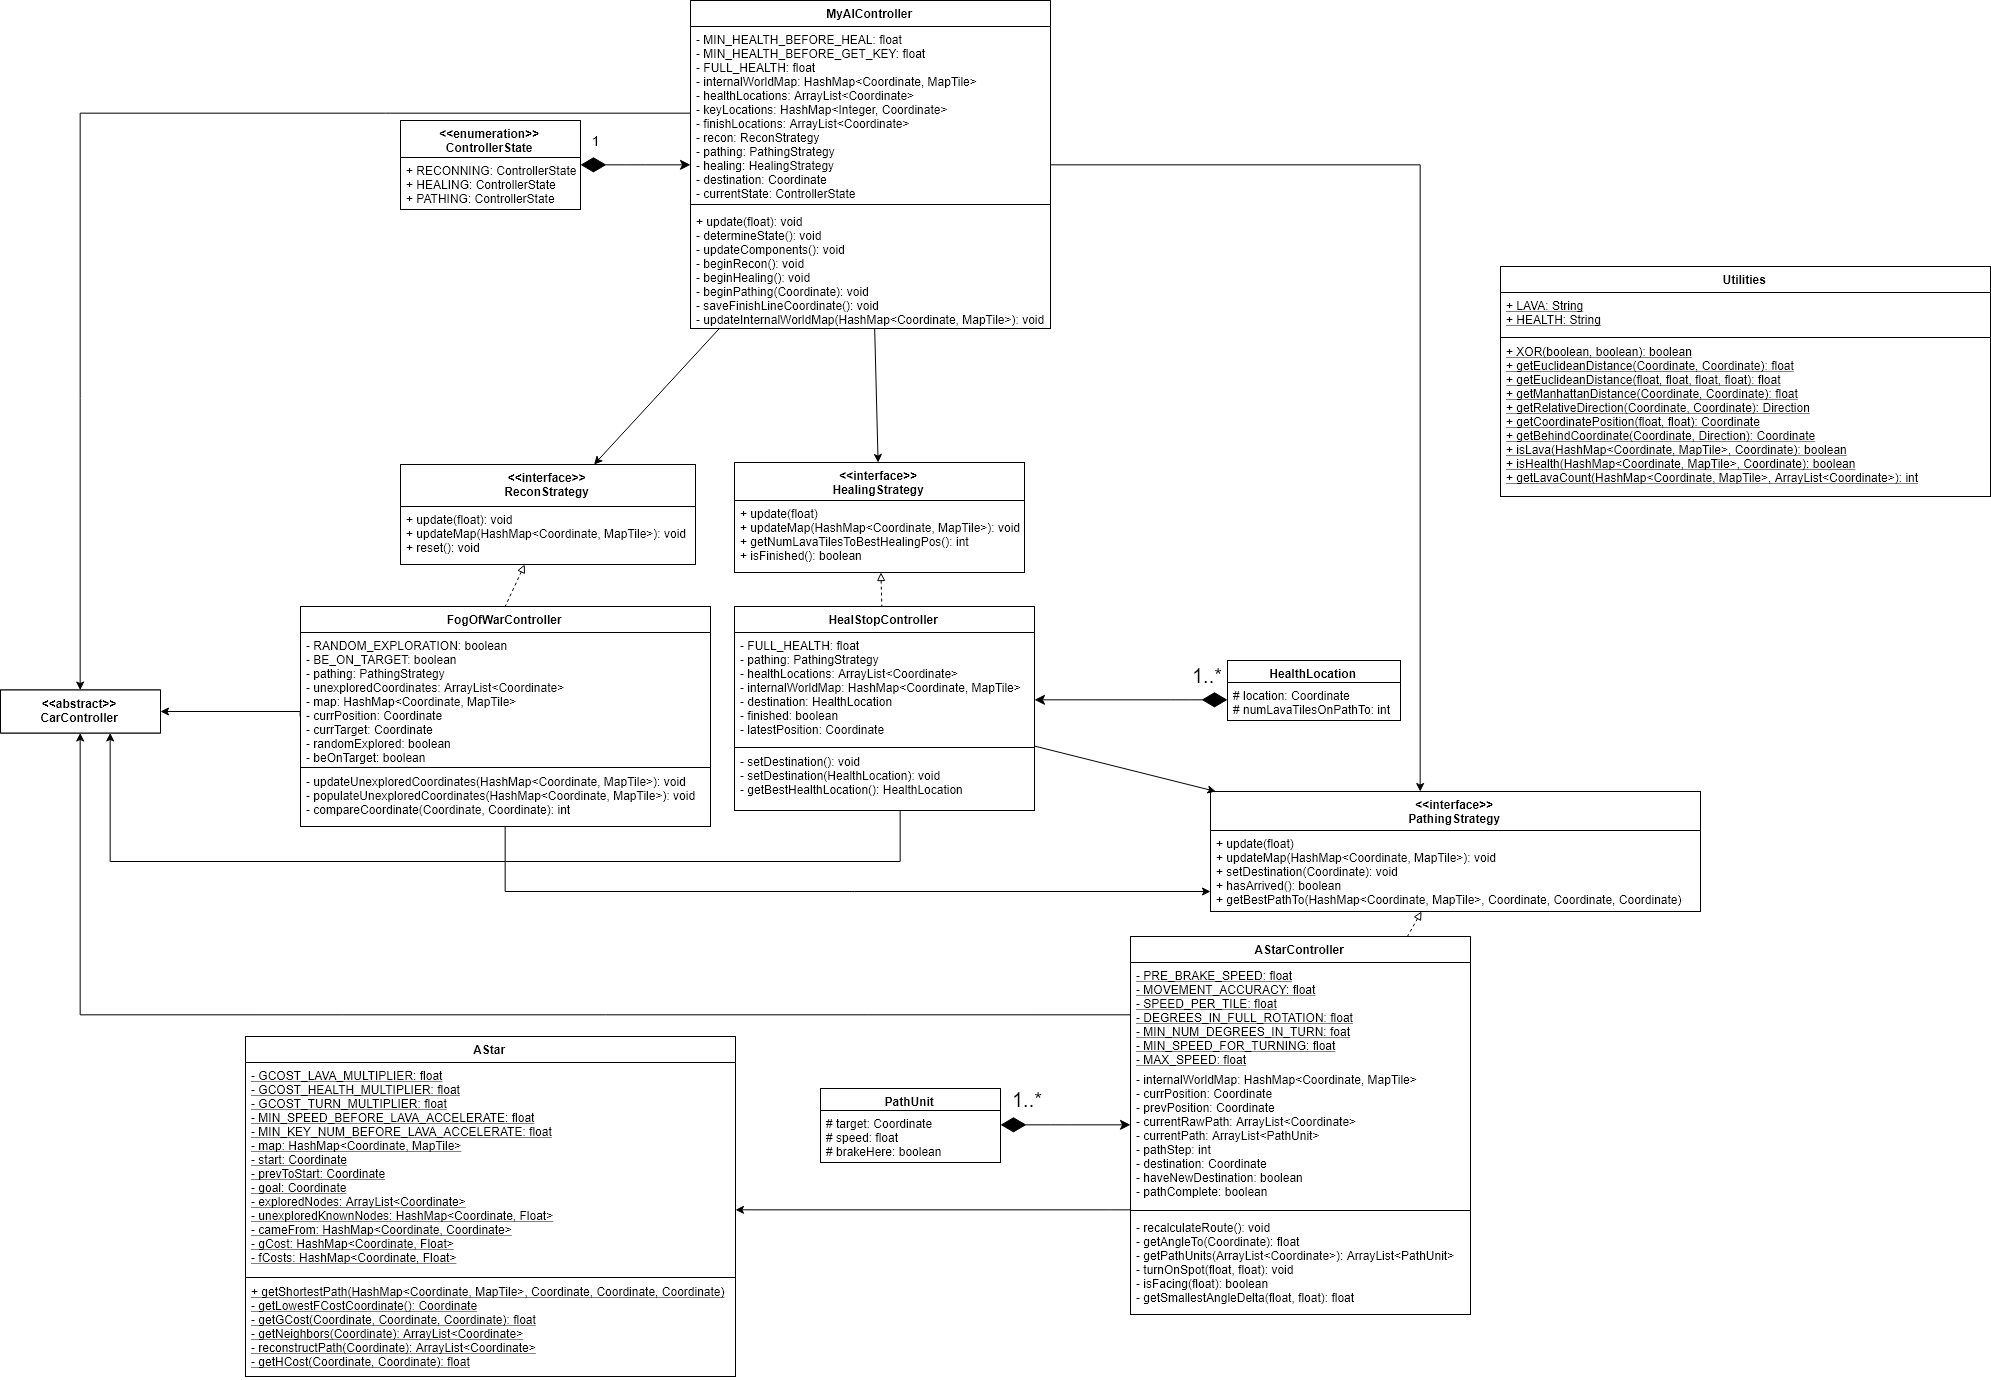 MyAIController
- MIN_HEALTH_BEFORE_HEAL: float
- MIN_HEALTH_BEFORE_GET_KEY: float
- FULL_HEALTH: float
- internalWorldMap: HashMap<Coordinate, MapTile>
- healthLocations: ArrayList<Coordinate>
- keyLocations: HashMap<Integer, Coordinate>
- finishLocations: ArrayList<Coordinate>
- recon: ReconStrategy
- pathing: PathingStrategy
- healing: HealingStrategy
- destination: Coordinate
- currentState: ControllerState
+ update(float): void
- determineState(): void
- updateComponents(): void
- beginRecon(): void
- beginHealing(): void
- beginPathing(Coordinate): void
- saveFinishLineCoordinate(): void
- updateInternalWorldMap(HashMap<Coordinate, MapTile>): void
<<enumeration>>
ControllerState
+ RECONNING: ControllerState
+ HEALING: ControllerState
+ PATHING: ControllerState
1
Utilities
+ LAVA: String
+ HEALTH: String
+ XOR(boolean, boolean): boolean
+ getEuclideanDistance(Coordinate, Coordinate): float
+ getEuclideanDistance(float, float, float, float): float
+ getManhattanDistance(Coordinate, Coordinate): float
+ getRelativeDirection(Coordinate, Coordinate): Direction
+ getCoordinatePosition(float, float): Coordinate
+ getBehindCoordinate(Coordinate, Direction): Coordinate
+ isLava(HashMap<Coordinate, MapTile>, Coordinate): boolean
+ isHealth(HashMap<Coordinate, MapTile>, Coordinate): boolean
+ getLavaCount(HashMap<Coordinate, MapTile>, ArrayList<Coordinate>): int
<<interface>>
ReconStrategy
+ update(float): void
+ updateMap(HashMap<Coordinate, MapTile>): void
+ reset(): void
<<interface>>
HealingStrategy
+ update(float)
+ updateMap(HashMap<Coordinate, MapTile>): void
+ getNumLavaTilesToBestHealingPos(): int
+ isFinished(): boolean
FogOfWarController
- RANDOM_EXPLORATION: boolean
- BE_ON_TARGET: boolean
- pathing: PathingStrategy
- unexploredCoordinates: ArrayList<Coordinate>
- map: HashMap<Coordinate, MapTile>
- currPosition: Coordinate
- currTarget: Coordinate
- randomExplored: boolean
- beOnTarget: boolean
- updateUnexploredCoordinates(HashMap<Coordinate, MapTile>): void
- populateUnexploredCoordinates(HashMap<Coordinate, MapTile>): void
- compareCoordinate(Coordinate, Coordinate): int
HealStopController
- FULL_HEALTH: float
- pathing: PathingStrategy
- healthLocations: ArrayList<Coordinate>
- internalWorldMap: HashMap<Coordinate, MapTile>
- destination: HealthLocation
- finished: boolean
- latestPosition: Coordinate
- setDestination(): void
- setDestination(HealthLocation): void
- getBestHealthLocation(): HealthLocation
1..*
HealthLocation
# location: Coordinate
# numLavaTilesOnPathTo: int
<<abstract>>
CarController
<<interface>>
PathingStrategy
+ update(float)
+ updateMap(HashMap<Coordinate, MapTile>): void
+ setDestination(Coordinate): void
+ hasArrived(): boolean
+ getBestPathTo(HashMap<Coordinate, MapTile>, Coordinate, Coordinate, Coordinate)
AStarController
- PRE_BRAKE_SPEED: float
- MOVEMENT_ACCURACY: float
- SPEED_PER_TILE: float
- DEGREES_IN_FULL_ROTATION: float
- MIN_NUM_DEGREES_IN_TURN: foat
- MIN_SPEED_FOR_TURNING: float
- MAX_SPEED: float
- internalWorldMap: HashMap<Coordinate, MapTile>
- currPosition: Coordinate
- prevPosition: Coordinate
- currentRawPath: ArrayList<Coordinate>
- currentPath: ArrayList<PathUnit>
- pathStep: int
- destination: Coordinate
- haveNewDestination: boolean
- pathComplete: boolean
- recalculateRoute(): void
- getAngleTo(Coordinate): float
- getPathUnits(ArrayList<Coordinate>): ArrayList<PathUnit>
- turnOnSpot(float, float): void
- isFacing(float): boolean
- getSmallestAngleDelta(float, float): float
AStar
- GCOST_LAVA_MULTIPLIER: float
- GCOST_HEALTH_MULTIPLIER: float
- GCOST_TURN_MULTIPLIER: float
- MIN_SPEED_BEFORE_LAVA_ACCELERATE: float
- MIN_KEY_NUM_BEFORE_LAVA_ACCELERATE: float
- map: HashMap<Coordinate, MapTile>
- start: Coordinate
- prevToStart: Coordinate
- goal: Coordinate
- exploredNodes: ArrayList<Coordinate>
- unexploredKnownNodes: HashMap<Coordinate, Float>
- cameFrom: HashMap<Coordinate, Coordinate>
- gCost: HashMap<Coordinate, Float>
- fCosts: HashMap<Coordinate, Float>
+ getShortestPath(HashMap<Coordinate, MapTile>, Coordinate, Coordinate, Coordinate)
- getLowestFCostCoordinate(): Coordinate
- getGCost(Coordinate, Coordinate, Coordinate): float
- getNeighbors(Coordinate): ArrayList<Coordinate>
- reconstructPath(Coordinate): ArrayList<Coordinate>
- getHCost(Coordinate, Coordinate): float
PathUnit
# target: Coordinate
# speed: float
# brakeHere: boolean
1..*